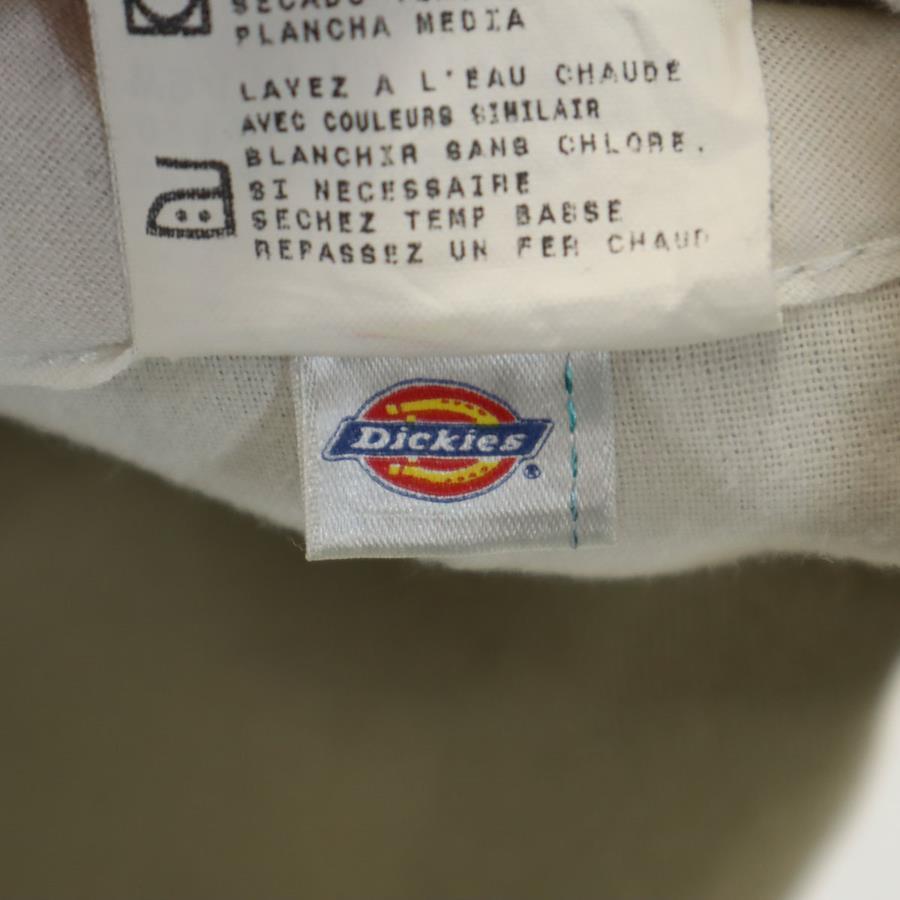 SECADO
PLANCHA MEDIA
LAVEZ A L'EAU CHAUDE
AVEC COULEURS SIMILAIR
BLANCHIR SANS CHLORE.
SI NECESSAIRE
SECHEZ TEMP BASSE
REPASSEZ UN FER CHAUD
Dickies®